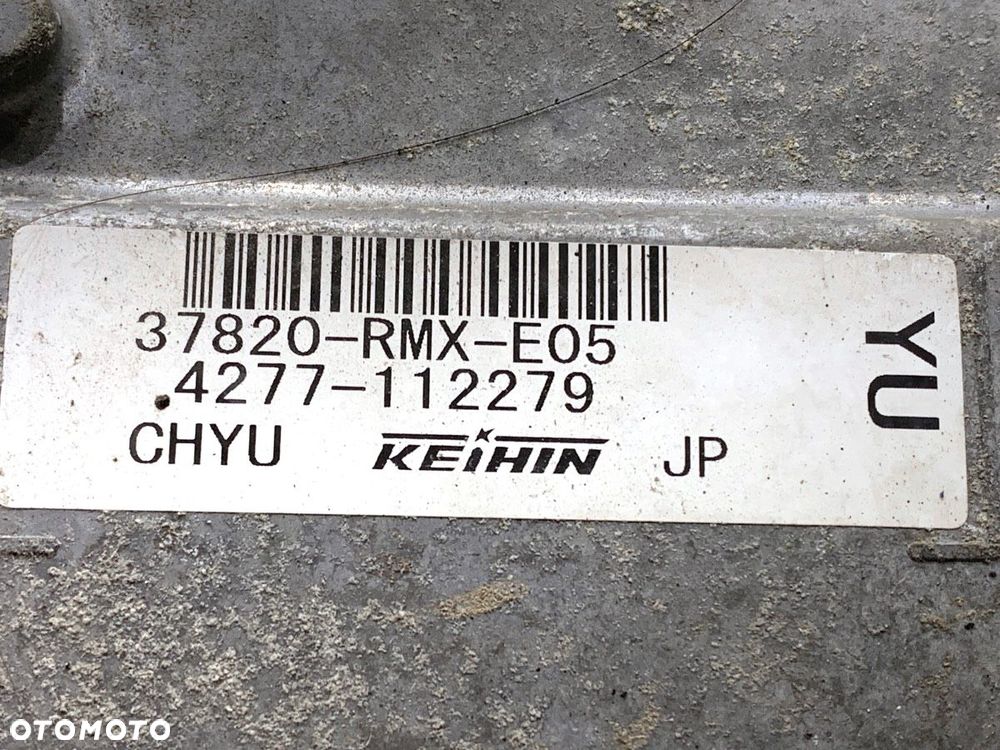 37820-RMX-E05
4277-112279
CHYU KEIHIN JP
YU
OTOMOTO